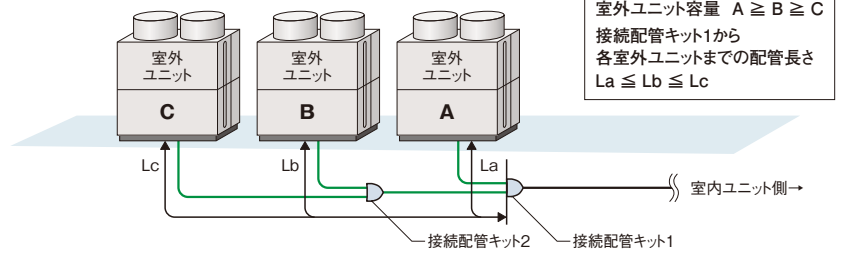 室外ユニット容量 A ≧ B ≧ C
接続配管キット1から
各室外ユニットまでの配管長さ
La ≦ Lb ≦ Lc
室外
ユニット
C
室外
ユニット
B
室外
ユニット
A
Lc
Lb
La
室内ユニット側→
接続配管キット2
接続配管キット1